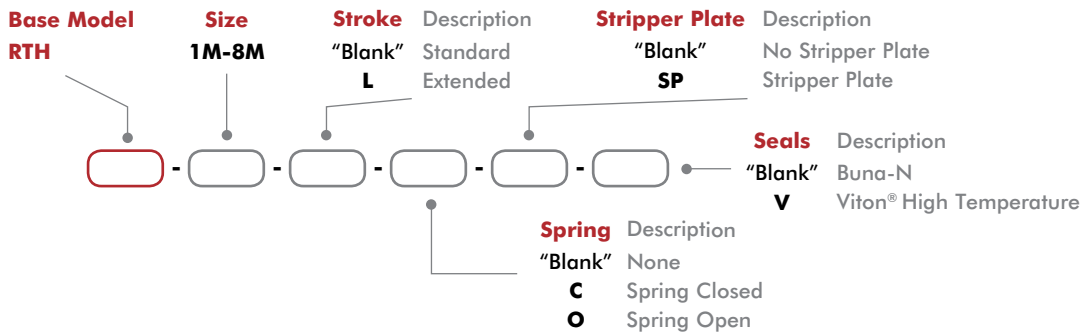 Base Model Size Stroke Description Stripper Plate Description
RTH 1M-8M "Blank" Standard "Blank" No Stripper Plate
L Extended SP Stripper Plate
- - - - -
Seals Description
"Blank" Buna-N
V Viton® High Temperature
Spring Description
"Blank" None
C Spring Closed
O Spring Open